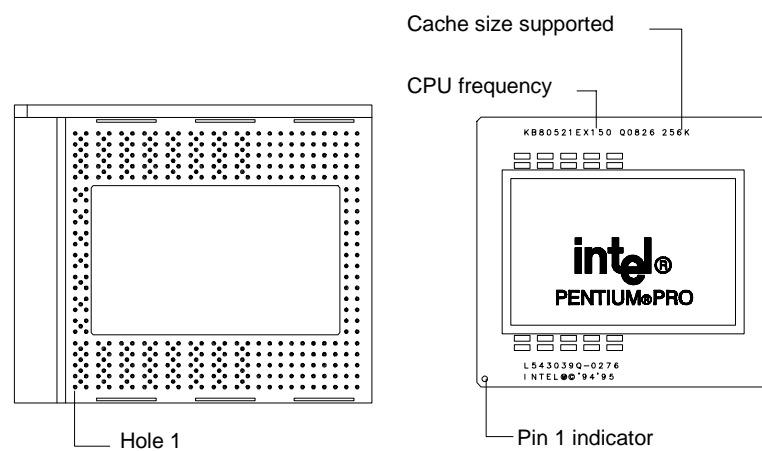 Cache size supported
CPU frequency
KB80521EX150 Q0826 256K
intel®
PENTIUM®PRO
L543039Q-0276
INTEL®©'94'95
Hole 1
Pin 1 indicator